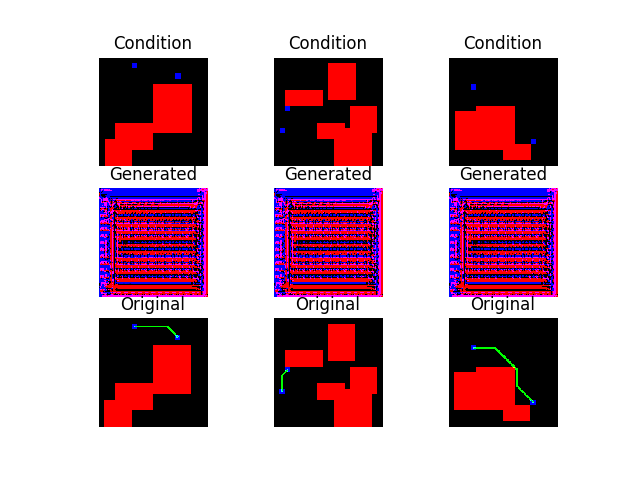 Condition Condition Condition
Generated Generated Generated
Original Original Original